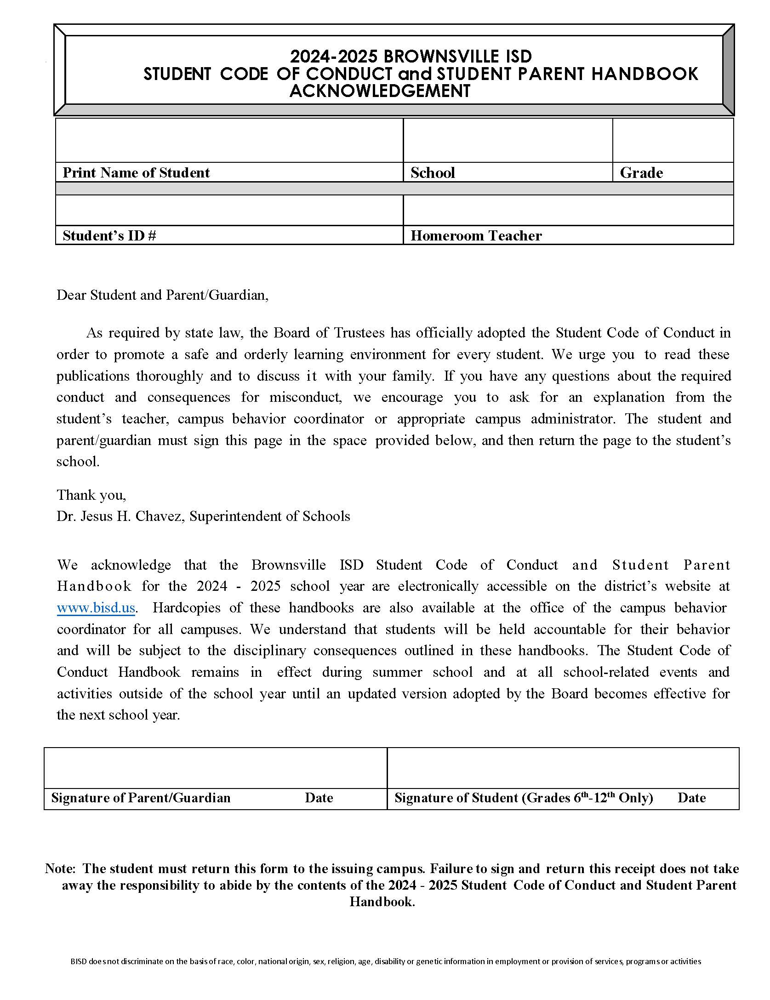 2024-2025 BROWNSVILLE ISD
STUDENT CODE OF CONDUCT and STUDENT PARENT HANDBOOK
ACKNOWLEDGEMENT
Print Name of Student School Grade
Student’s ID # Homeroom Teacher
Dear Student and Parent/Guardian,
As required by state law, the Board of Trustees has officially adopted the Student Code of Conduct in
order to promote a safe and orderly learning environment for every student. We urge you to read these
publications thoroughly and to discuss it with your family. If you have any questions about the required
conduct and consequences for misconduct, we encourage you to ask for an explanation from the
student’s teacher, campus behavior coordinator or appropriate campus administrator. The student and
parent/guardian must sign this page in the space provided below, and then return the page to the student’s
school.
Thank you,
Dr. Jesus H. Chavez, Superintendent of Schools
We acknowledge that the Brownsville ISD Student Code of Conduct and Student Parent
Handbook for the 2024 - 2025 school year are electronically accessible on the district’s website at
www.bisd.us. Hardcopies of these handbooks are also available at the office of the campus behavior
coordinator for all campuses. We understand that students will be held accountable for their behavior
and will be subject to the disciplinary consequences outlined in these handbooks. The Student Code of
Conduct Handbook remains in effect during summer school and at all school-related events and
activities outside of the school year until an updated version adopted by the Board becomes effective for
the next school year.
Signature of Parent/Guardian Date Signature of Student (Grades 6th-12th Only) Date
Note: The student must return this form to the issuing campus. Failure to sign and return this receipt does not take
away the responsibility to abide by the contents of the 2024 - 2025 Student Code of Conduct and Student Parent
Handbook.
BISD does not discriminate on the basis of race, color, national origin, sex, religion, age, disability or genetic information in employment or provision of services, programs or activities